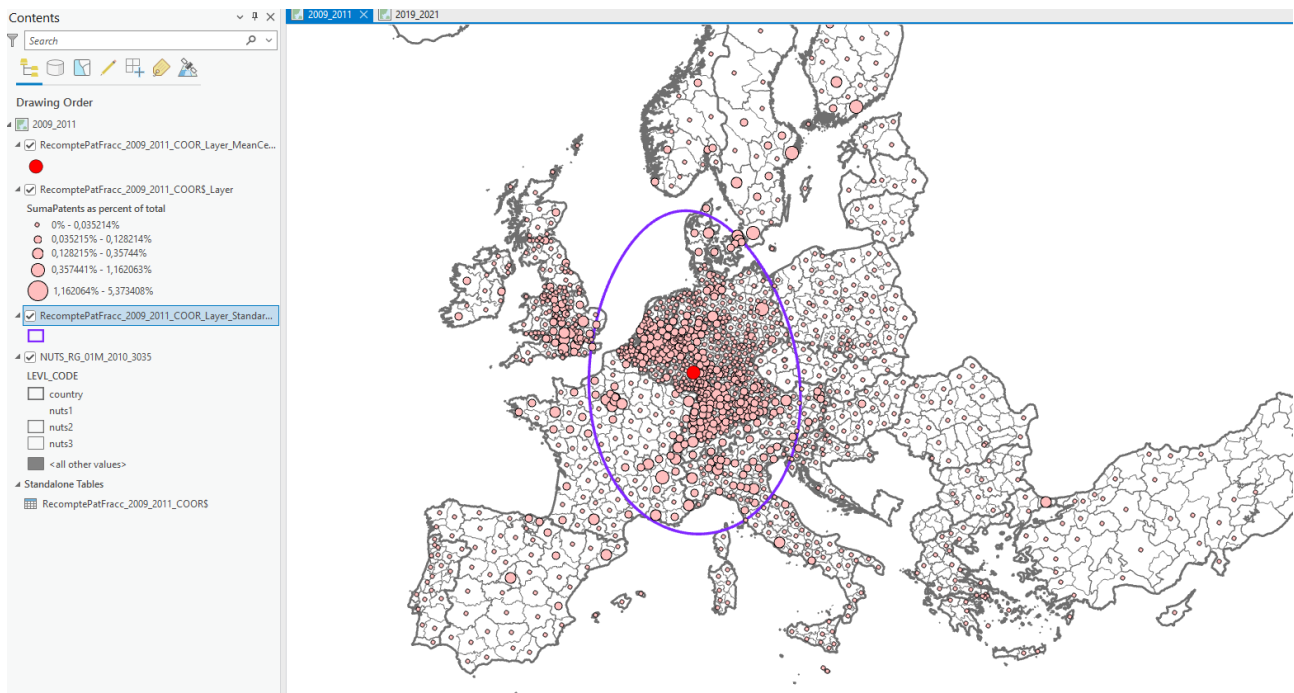 Contents
2009_2011
2019_2021
Search
Drawing Order
2009_2011
RecomptePatFracc_2009_2011_COOR_Layer_MeanCe...
RecomptePatFracc_2009_2011_COOR$_Layer
SumaPatents as percent of total
0% - 0,035214%
0,035215% - 0,128214%
0,128215% - 0,35744%
0,357441% - 1,162063%
1,162064% - 5,373408%
RecomptePatFracc_2009_2011_COOR_Layer_Standar...
NUTS_RG_01M_2010_3035
LEVL_CODE
country
nuts1
nuts2
nuts3
<all other values>
Standalone Tables
RecomptePatFracc_2009_2011_COOR$